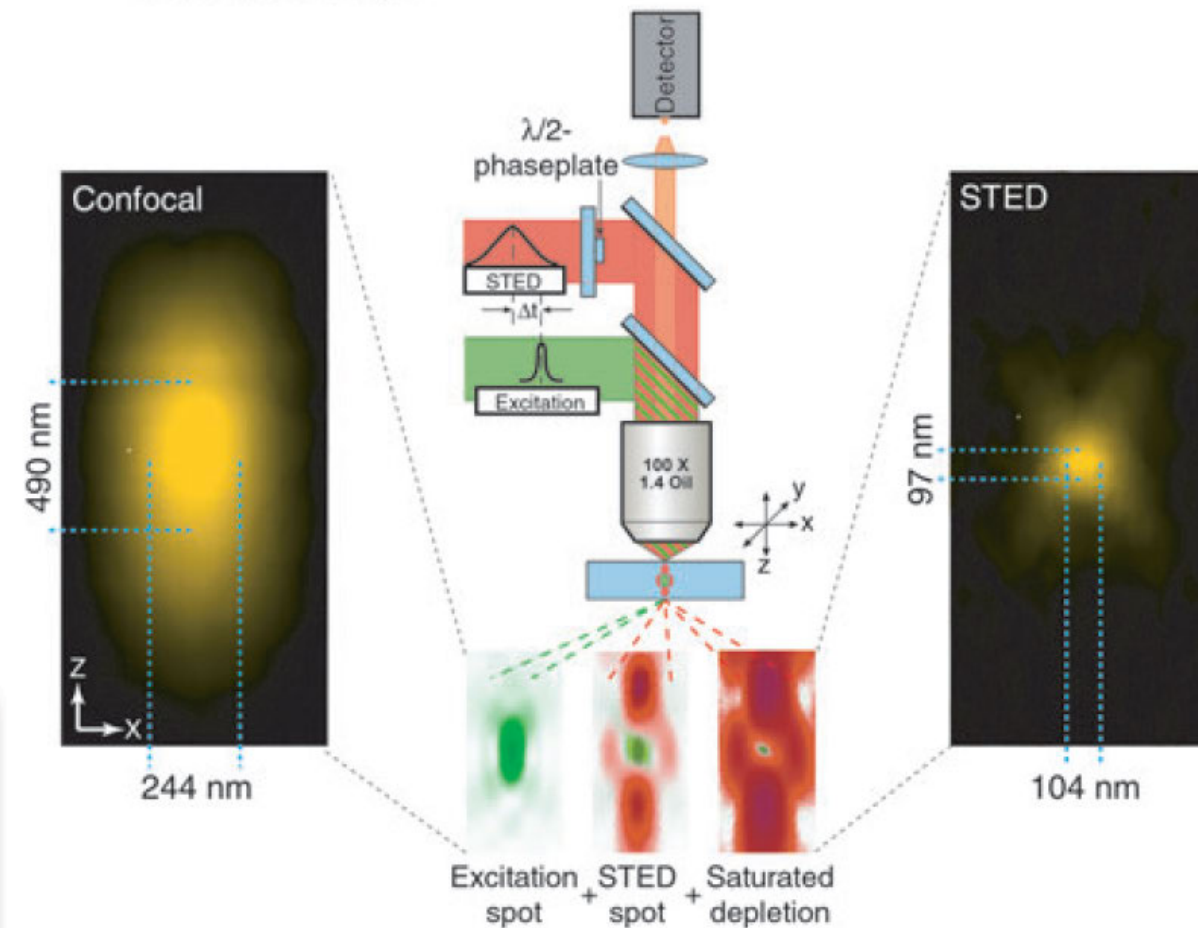 Detector
λ/2-
phaseplate
Confocal
STED
STED
Δt
Excitation
490 nm
97 nm
100 X
1.4 Oil
y
x
z
z
x
244 nm
104 nm
Excitation + STED + Saturated
spot spot depletion